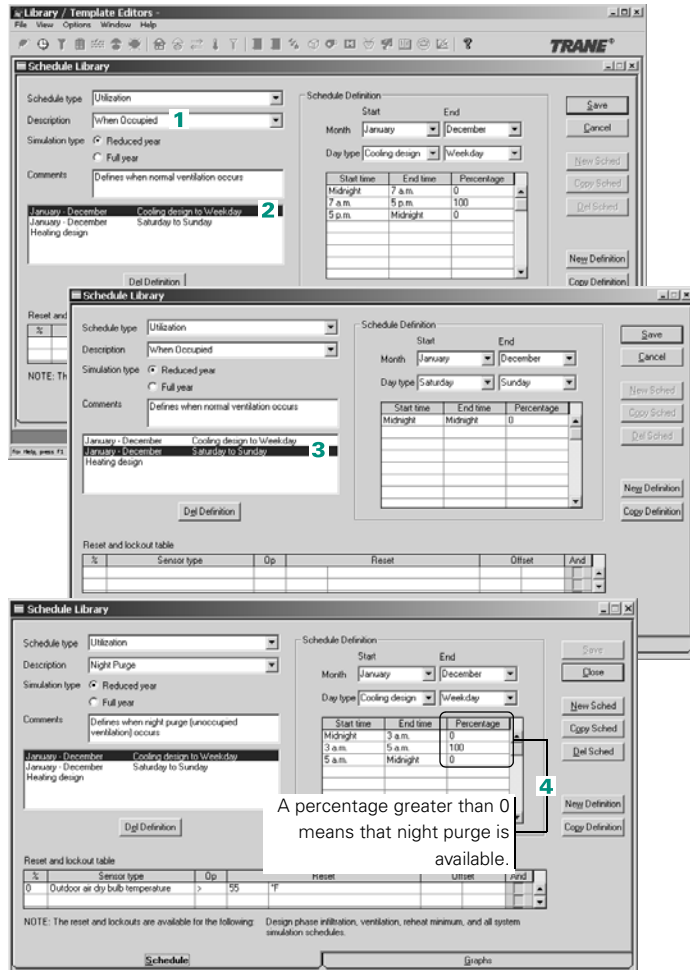 Library / Template Editors -
File View Options Window Help
TRANE®
Schedule Library
Schedule type Utilization
Description When Occupied 1
Simulation type Reduced year
Full year
Comments Defines when normal ventilation occurs
January - December Cooling design to Weekday 2
January - December Saturday to Sunday
Heating design
Del Definition
Schedule Definition
Start End
Month January December
Day type Cooling design Weekday
Start time End time Percentage
Midnight 7 a.m. 0
7 a.m. 5 p.m. 100
5 p.m. Midnight 0
Save
Cancel
New Sched
Copy Sched
Del Sched
New Definition
Copy Definition
Reset and
%
NOTE: Th
For Help, press F1
Schedule Library
Schedule type Utilization
Description When Occupied
Simulation type Reduced year
Full year
Comments Defines when normal ventilation occurs
January - December Cooling design to Weekday
January - December Saturday to Sunday 3
Heating design
Del Definition
Schedule Definition
Start End
Month January December
Day type Saturday Sunday
Start time End time Percentage
Midnight Midnight 0
Save
Cancel
New Sched
Copy Sched
Del Sched
New Definition
Copy Definition
Reset and lockout table
% Sensor type Op Reset Offset And
Schedule Library
Schedule type Utilization
Description Night Purge
Simulation type Reduced year
Full year
Comments Defines when night purge (unoccupied
ventilation) occurs
January - December Cooling design to Weekday
January - December Saturday to Sunday
Heating design
Del Definition
Schedule Definition
Start End
Month January December
Day type Cooling design Weekday
Start time End time Percentage
Midnight 3 a.m. 0
3 a.m. 5 a.m. 100
5 a.m. Midnight 0
4
A percentage greater than 0
means that night purge is
available.
Save
Close
New Sched
Copy Sched
Del Sched
New Definition
Copy Definition
Reset and lockout table
% Sensor type Op Reset Offset And
0 Outdoor air dry bulb temperature > 55 °F
NOTE: The reset and lockouts are available for the following: Design phase infiltration, ventilation, reheat minimum, and all system
simulation schedules.
Schedule Graphs